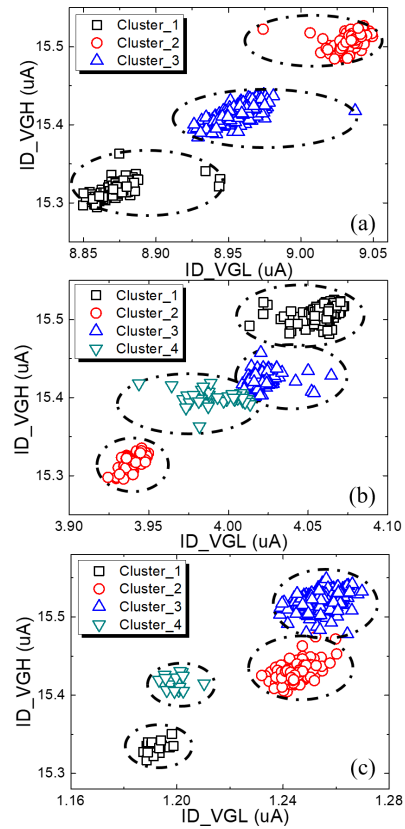 15.5
15.4
15.3
ID_VGH (uA)
Cluster_1
Cluster_2
Cluster_3
(a)
8.85 8.90 8.95 9.00 9.05
ID_VGL (uA)
15.5
15.4
15.3
ID_VGH (uA)
Cluster_1
Cluster_2
Cluster_3
Cluster_4
(b)
3.90 3.95 4.00 4.05 4.10
ID_VGL (uA)
15.5
15.4
15.3
ID_VGH (uA)
Cluster_1
Cluster_2
Cluster_3
Cluster_4
(c)
1.16 1.20 1.24 1.28
ID_VGL (uA)